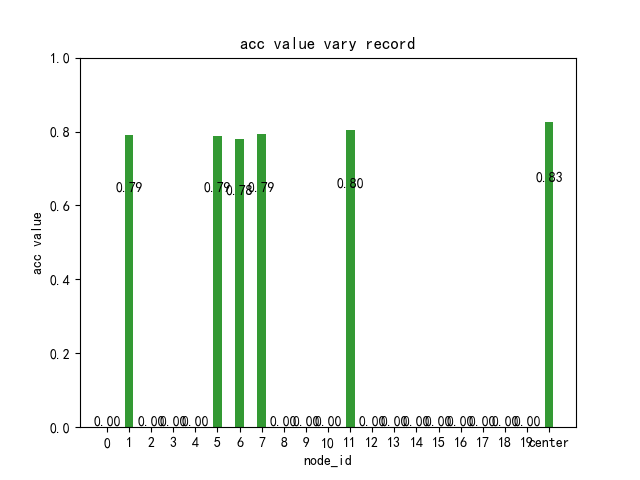 acc value vary record
1.0
0.8
0.6
0.4
0.2
0.0
acc value
0.79 0.79 0.78 0.79 0.80 0.83
0.00 0.00 0.00 0.00 0.00 0.00 0.00 0.00 0.00 0.00 0.00 0.00 0.00 0.00 0.00
0 1 2 3 4 5 6 7 8 9 10 11 12 13 14 15 16 17 18 19 center
node_id